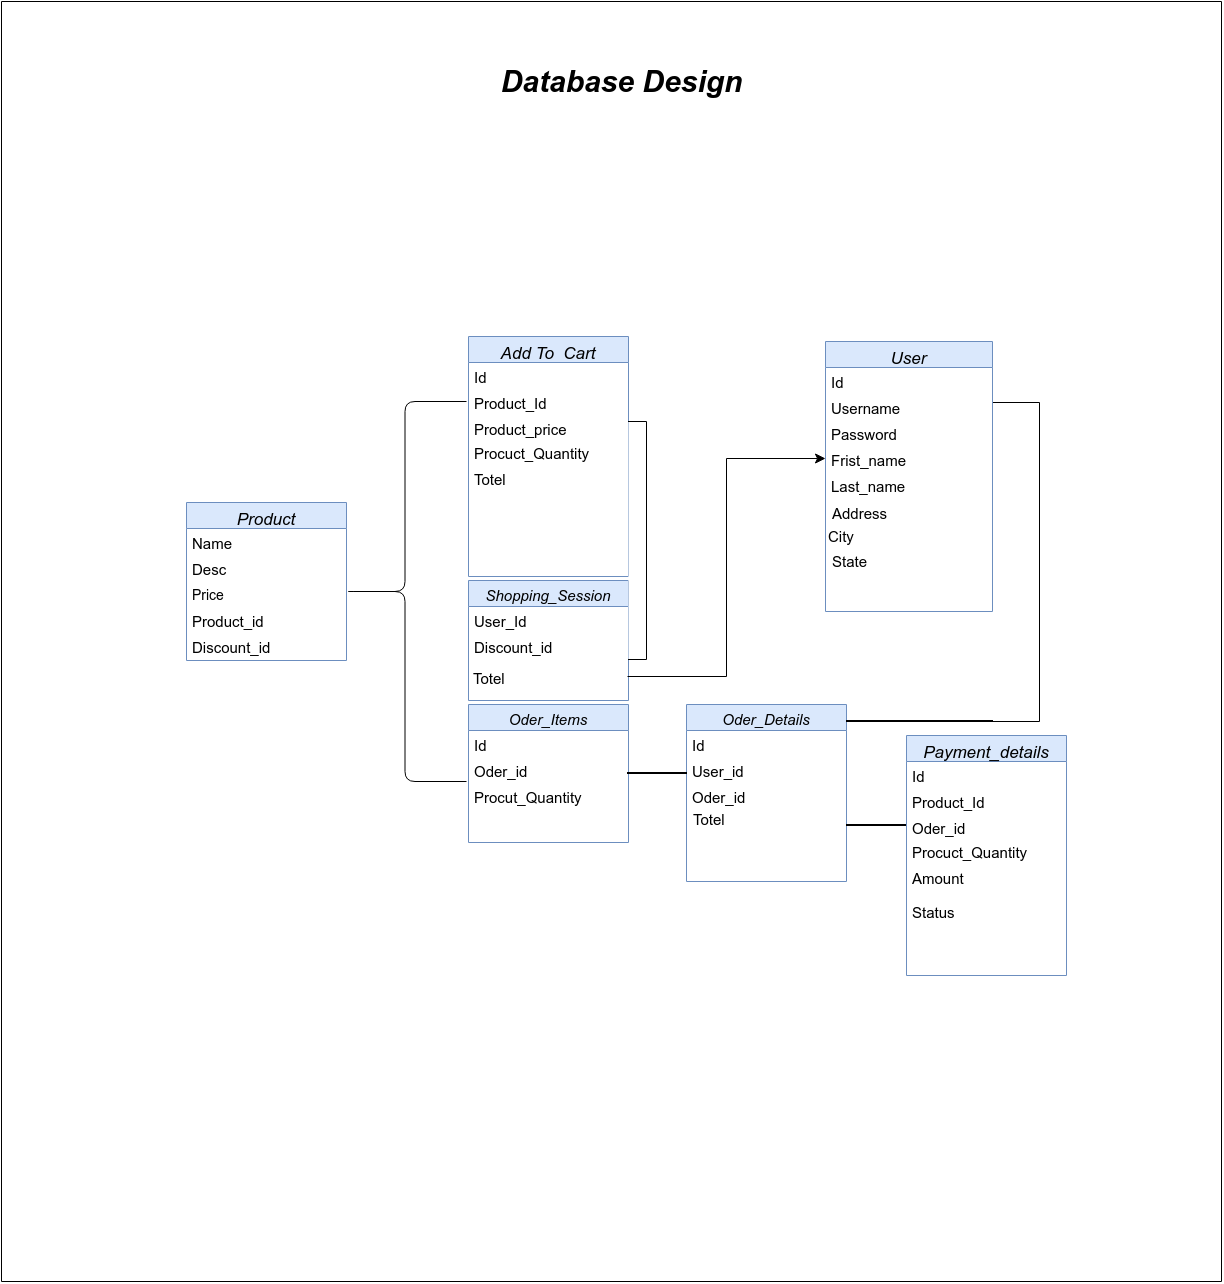 Database Design
Product
Name
Desc
Price
Product_id
Discount_id
Add To  Cart
Id
Product_Id
Product_price
Procuct_Quantity
Totel
Shopping_Session
User_Id
Discount_id
Totel
Oder_Items
Id
Oder_id
Procut_Quantity
User
Id
Username
Password
Frist_name
Last_name
Address
City
State
Oder_Details
Id
User_id
Oder_id
Totel
Payment_details
Id
Product_Id
Oder_id
Procuct_Quantity
Amount
Status